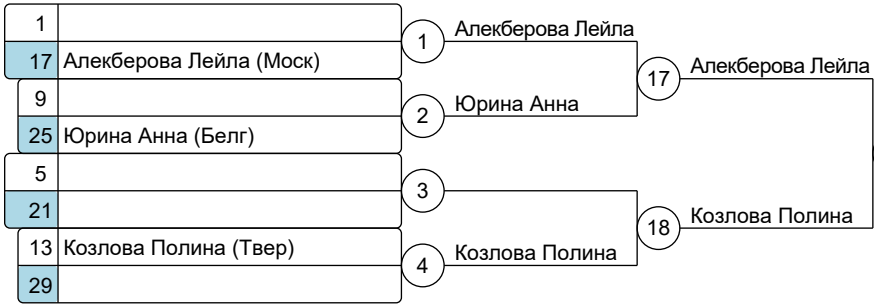 1
17 Алекберова Лейла (Моск)
1
Алекберова Лейла
9
25 Юрина Анна (Белг)
2
Юрина Анна
17
Алекберова Лейла
5
21
3
13 Козлова Полина (Твер)
29
4
Козлова Полина
18
Козлова Полина